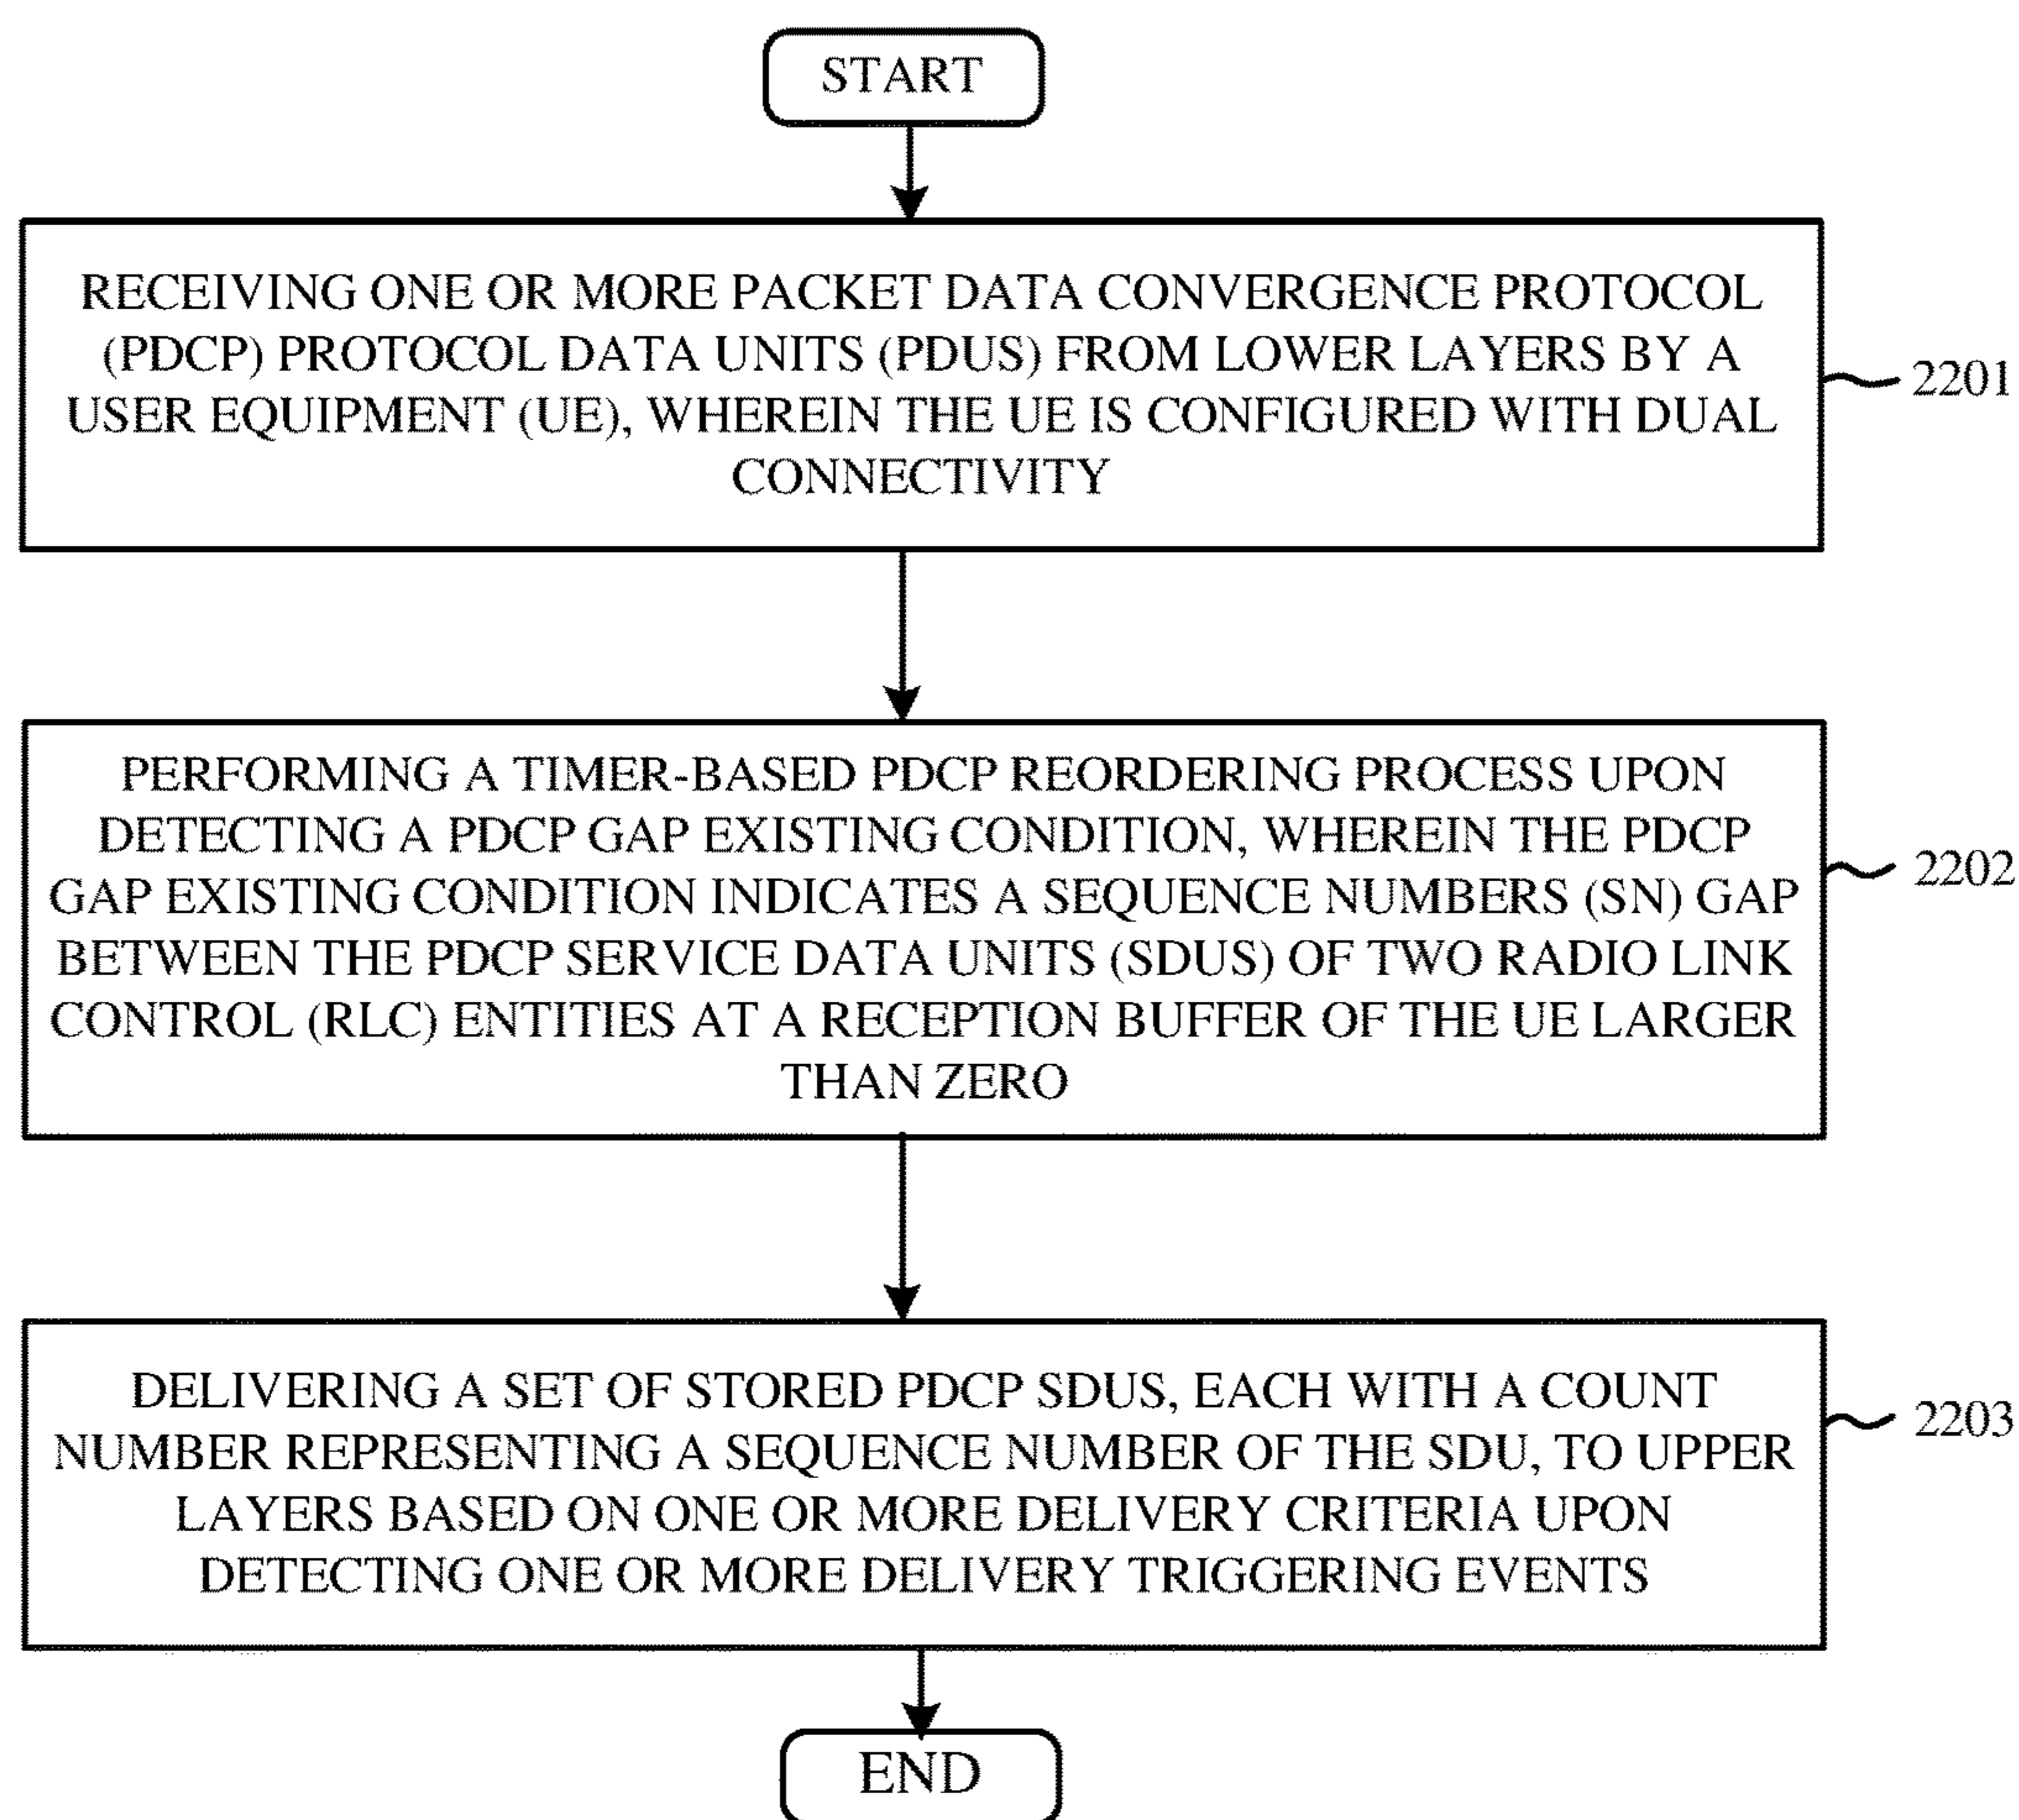 START
RECEIVING ONE OR MORE PACKET DATA CONVERGENCE PROTOCOL
(PDCP) PROTOCOL DATA UNITS (PDUS) FROM LOWER LAYERS BY A
USER EQUIPMENT (UE), WHEREIN THE UE IS CONFIGURED WITH DUAL
CONNECTIVITY
2201
PERFORMING A TIMER-BASED PDCP REORDERING PROCESS UPON
DETECTING A PDCP GAP EXISTING CONDITION, WHEREIN THE PDCP
GAP EXISTING CONDITION INDICATES A SEQUENCE NUMBERS (SN) GAP
BETWEEN THE PDCP SERVICE DATA UNITS (SDUS) OF TWO RADIO LINK
CONTROL (RLC) ENTITIES AT A RECEPTION BUFFER OF THE UE LARGER
THAN ZERO
2202
DELIVERING A SET OF STORED PDCP SDUS, EACH WITH A COUNT
NUMBER REPRESENTING A SEQUENCE NUMBER OF THE SDU, TO UPPER
LAYERS BASED ON ONE OR MORE DELIVERY CRITERIA UPON
DETECTING ONE OR MORE DELIVERY TRIGGERING EVENTS
2203
END